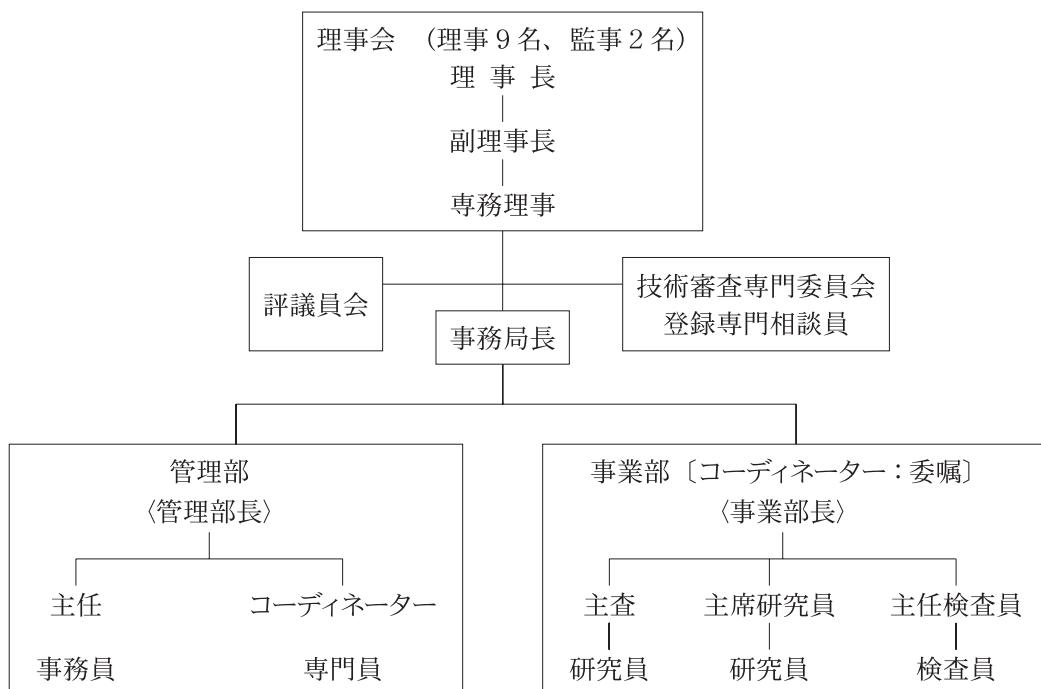 理事会　（理事９名、監事２名）
理 事 長
副理事長
専務理事
評議員会
技術審査専門委員会
登録専門相談員
事務局長
管理部
〈管理部長〉
主任
コーディネーター
事務員
専門員
事業部〔コーディネーター：委嘱〕
〈事業部長〉
主査
主席研究員
主任検査員
研究員
研究員
検査員